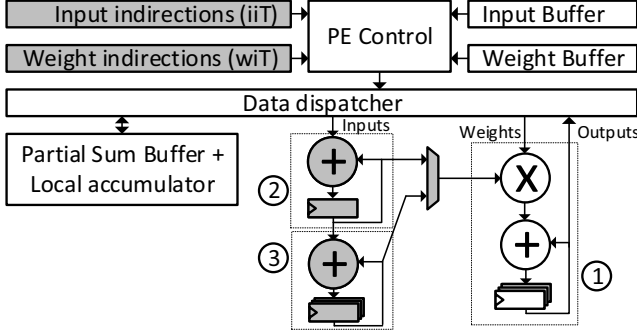 Input indirections (iiT)
PE Control
Input Buffer
Weight indirections (wiT)
Weight Buffer
Data dispatcher
Inputs
Weights
Outputs
Partial Sum Buffer +
Local accumulator
+
X
2
+
3
+
1